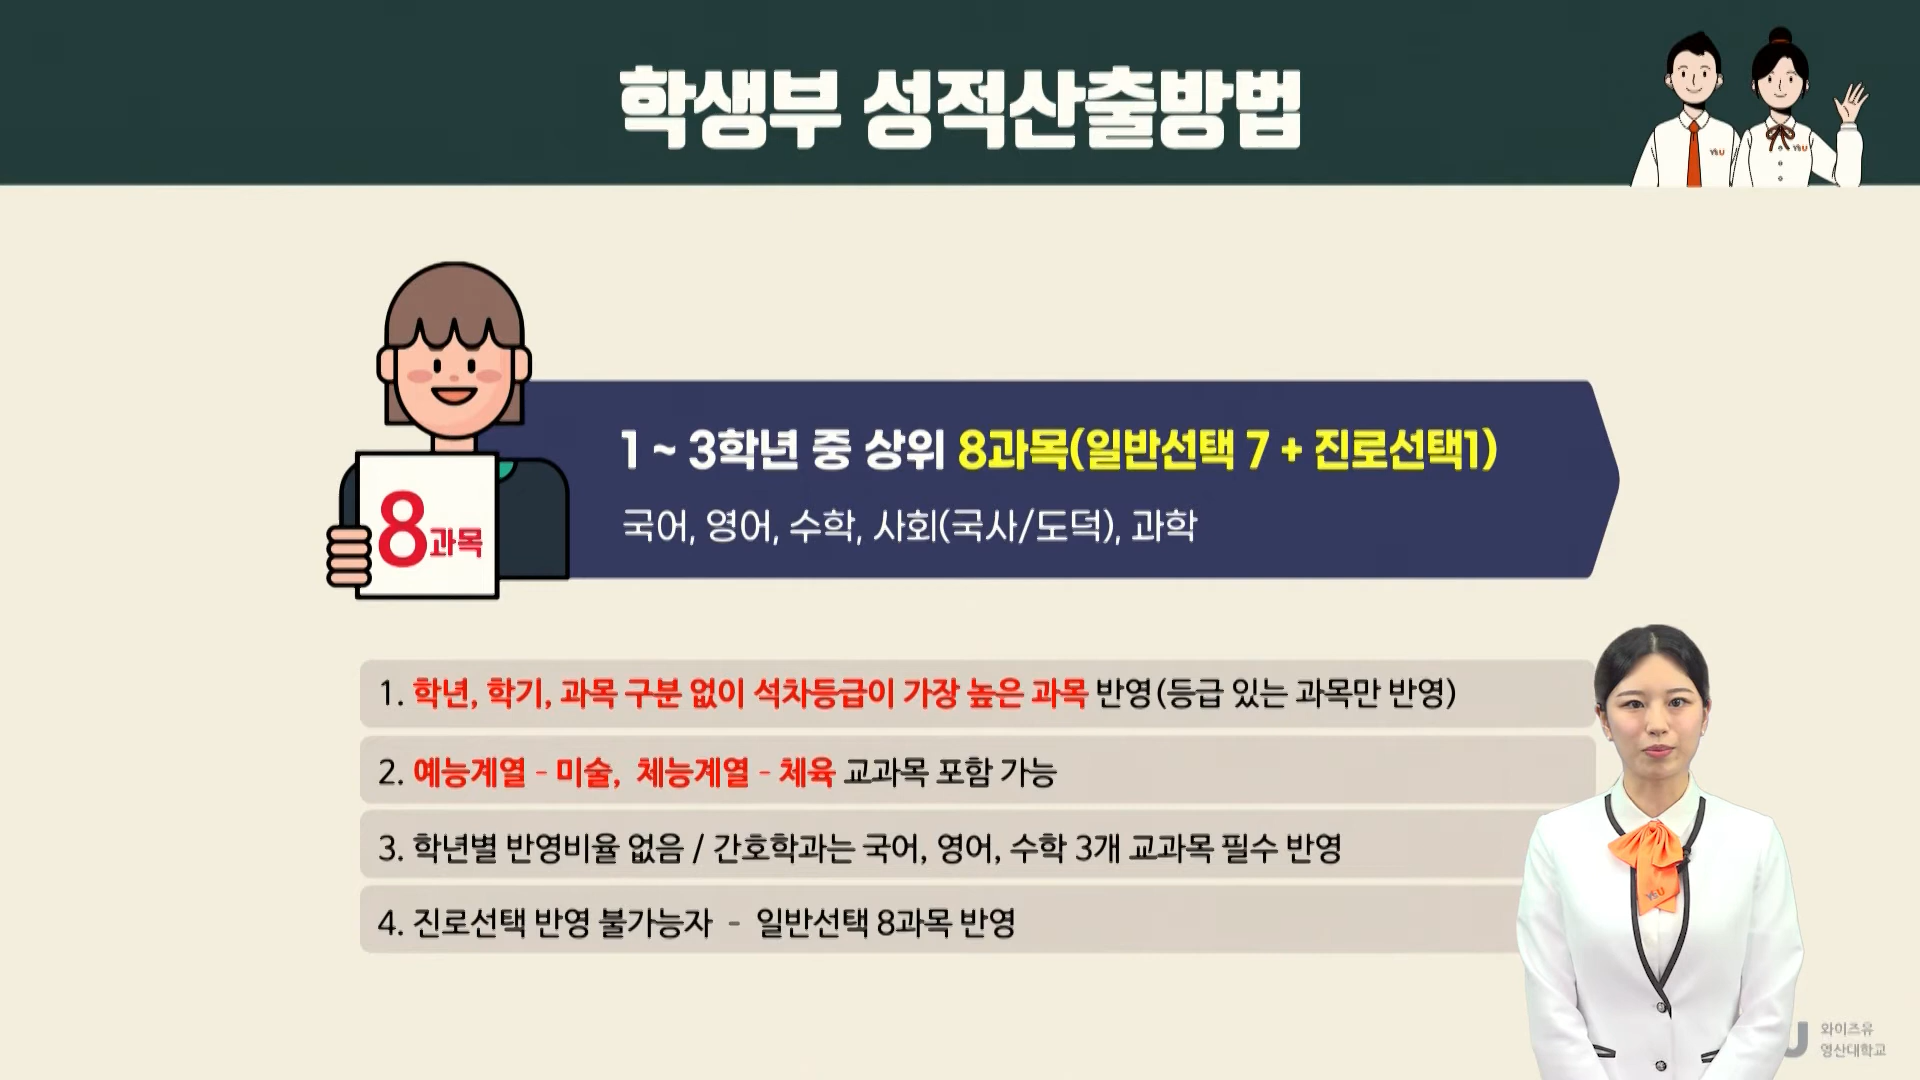 학생부 성적산출방법
YSU YSU
1 ~ 3학년 중 상위 8과목(일반선택 7 + 진로선택1)
국어, 영어, 수학, 사회(국사/도덕), 과학
8과목
1. 학년, 학기, 과목 구분 없이 석차등급이 가장 높은 과목 반영(등급 있는 과목만 반영)
2. 예능계열 - 미술, 체능계열 - 체육 교과목 포함 가능
3. 학년별 반영비율 없음 / 간호학과는 국어, 영어, 수학 3개 교과목 필수 반영
4. 진로선택 반영 불가능자 - 일반선택 8과목 반영
YSU
와이즈유
영산대학교